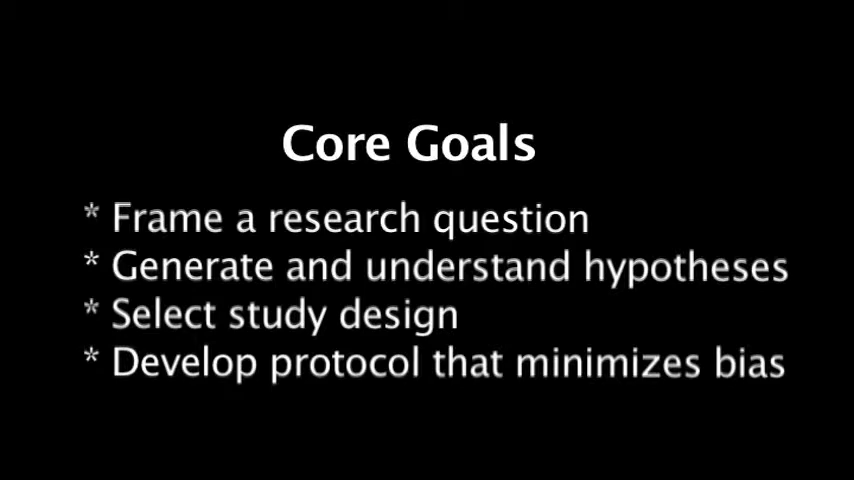 Core Goals
* Frame a research question
* Generate and understand hypotheses
* Select study design
* Develop protocol that minimizes bias